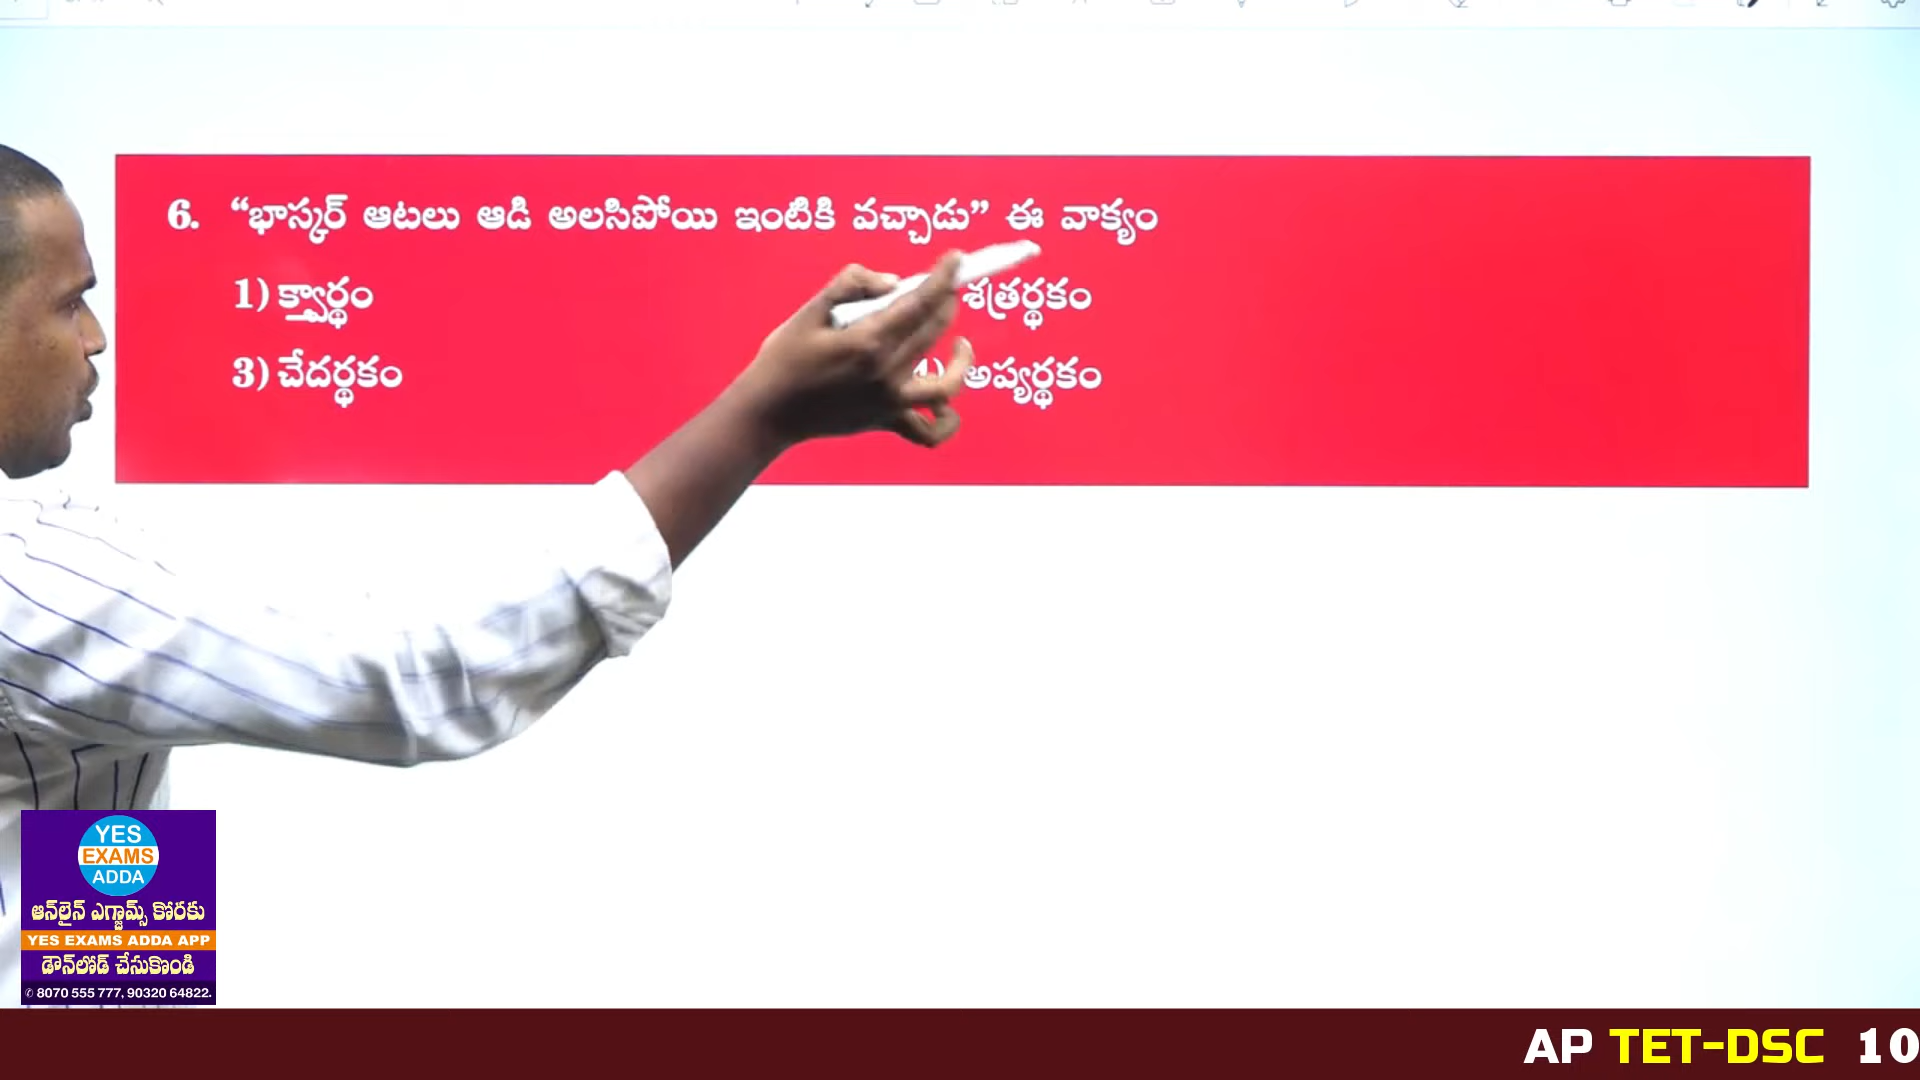 6. “భాస్కర్ ఆటలు ఆడి అలసిపోయి ఇంటికి వచ్చాడు” ఈ వాక్యం
1) క్త్వార్థం శత్రర్థకం
3) చేదర్థకం 4) అప్యర్థకం
YES
EXAMS
ADDA
ఆన్‌లైన్ ఎగ్జామ్స్ కొరకు
YES EXAMS ADDA APP
డౌన్‌లోడ్ చేసుకొండి
✆ 8070 555 777, 90320 64822.
AP TET-DSC 10